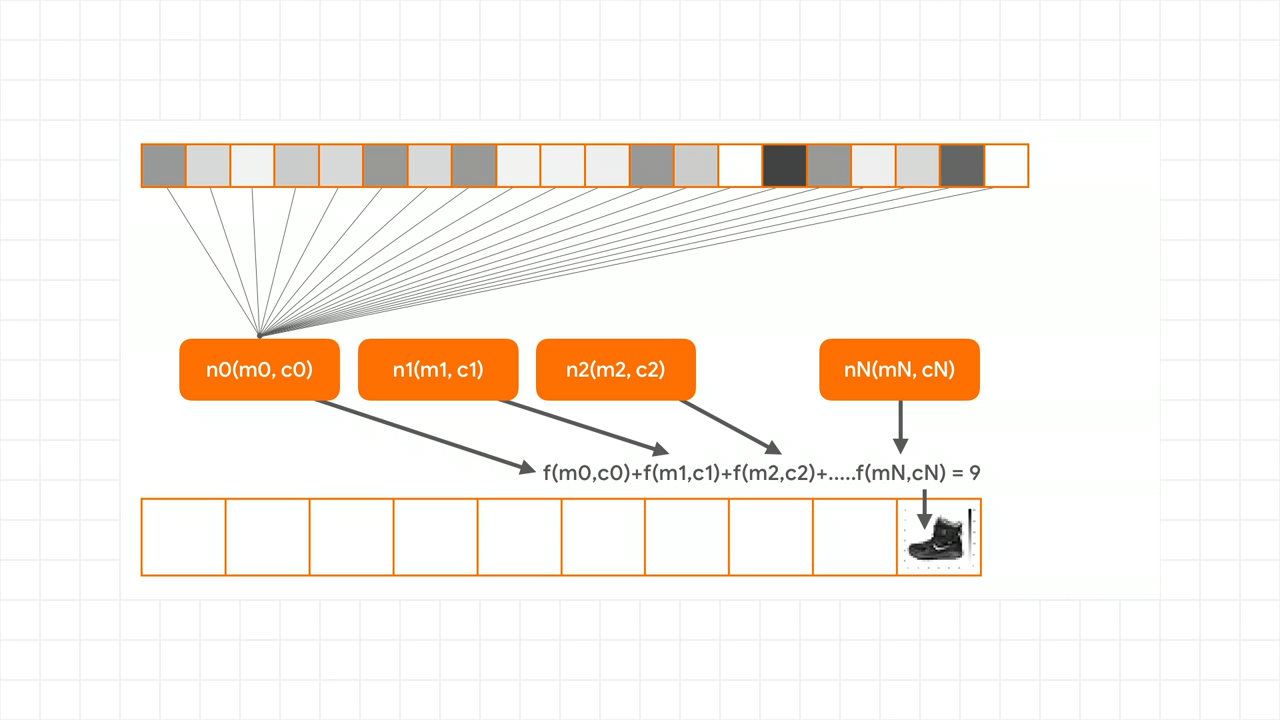 n0(m0, c0)
n1(m1, c1)
n2(m2, c2)
nN(mN, cN)
f(m0,c0)+f(m1,c1)+f(m2,c2)+.....f(mN,cN) = 9